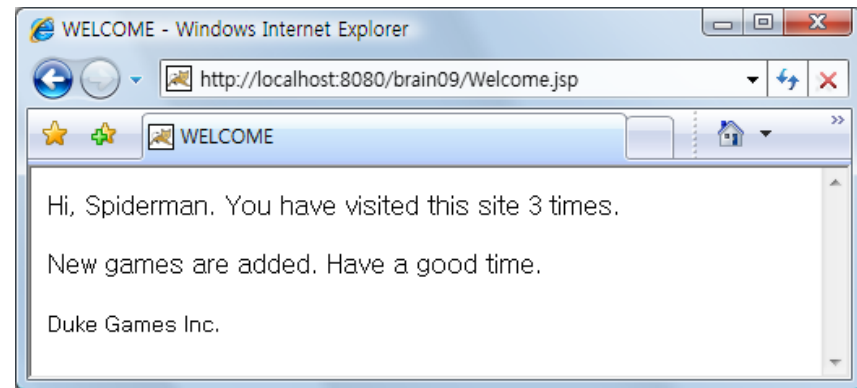 WELCOME - Windows Internet Explorer
http://localhost:8080/brain09/Welcome.jsp
WELCOME
Hi, Spiderman. You have visited this site 3 times.
New games are added. Have a good time.
Duke Games Inc.